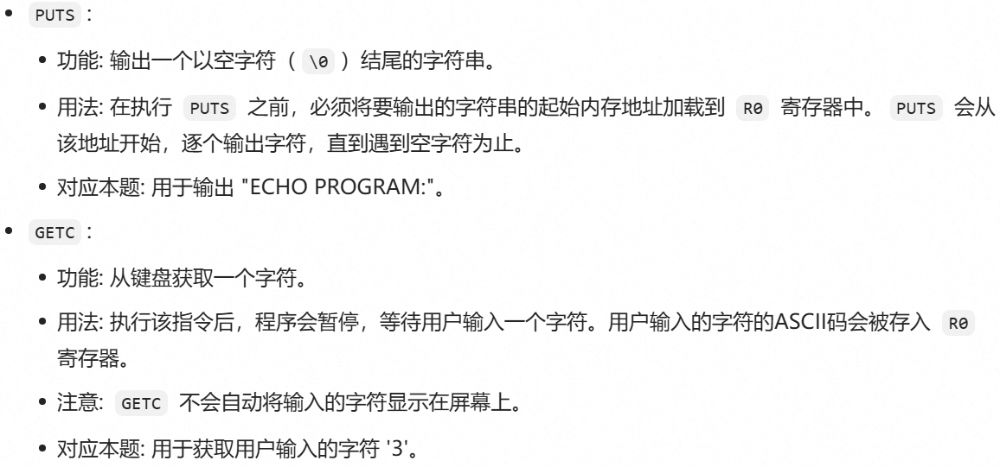 • PUTS：
• 功能: 输出一个以空字符（ \0 ）结尾的字符串。
• 用法: 在执行 PUTS 之前，必须将要输出的字符串的起始内存地址加载到 R0 寄存器中。 PUTS 会从
该地址开始，逐个输出字符，直到遇到空字符为止。
• 对应本题: 用于输出 "ECHO PROGRAM:"。
• GETC：
• 功能: 从键盘获取一个字符。
• 用法: 执行该指令后，程序会暂停，等待用户输入一个字符。用户输入的字符的ASCII码会被存入 R0
寄存器。
• 注意: GETC 不会自动将输入的字符显示在屏幕上。
• 对应本题: 用于获取用户输入的字符 '3'。